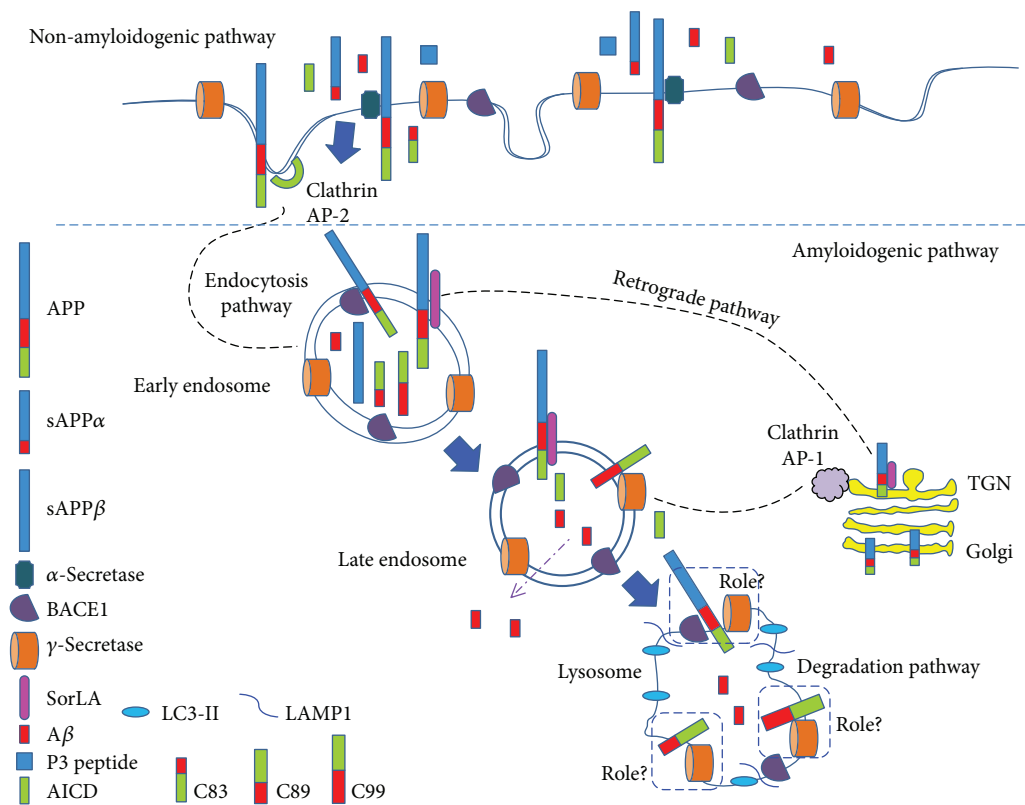 Non-amyloidogenic pathway
Clathrin
AP-2
Amyloidogenic pathway
Endocytosis
pathway
Retrograde pathway
Early endosome
APP
sAPPα
sAPPβ
α-Secretase
BACE1
γ-Secretase
SorLA
Aβ
P3 peptide
AICD
LC3-II
LAMP1
C83
C89
C99
Clathrin
AP-1
TGN
Golgi
Late endosome
Role?
Lysosome
Degradation pathway
Role?
Role?